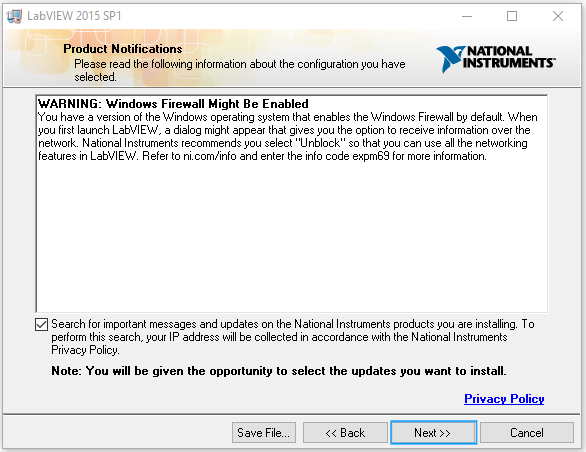 LabVIEW 2015 SP1
Product Notifications
Please read the following information about the configuration you have
selected.
NATIONAL
INSTRUMENTS™
WARNING: Windows Firewall Might Be Enabled
You have a version of the Windows operating system that enables the Windows Firewall by default. When
you first launch LabVIEW, a dialog might appear that gives you the option to receive information over the
network. National Instruments recommends you select "Unblock" so that you can use all the networking
features in LabVIEW. Refer to ni.com/info and enter the info code expm69 for more information.
Search for important messages and updates on the National Instruments products you are installing. To
perform this search, your IP address will be collected in accordance with the National Instruments
Privacy Policy.
Note: You will be given the opportunity to select the updates you want to install.
Privacy Policy
Save File...
<< Back
Next >>
Cancel